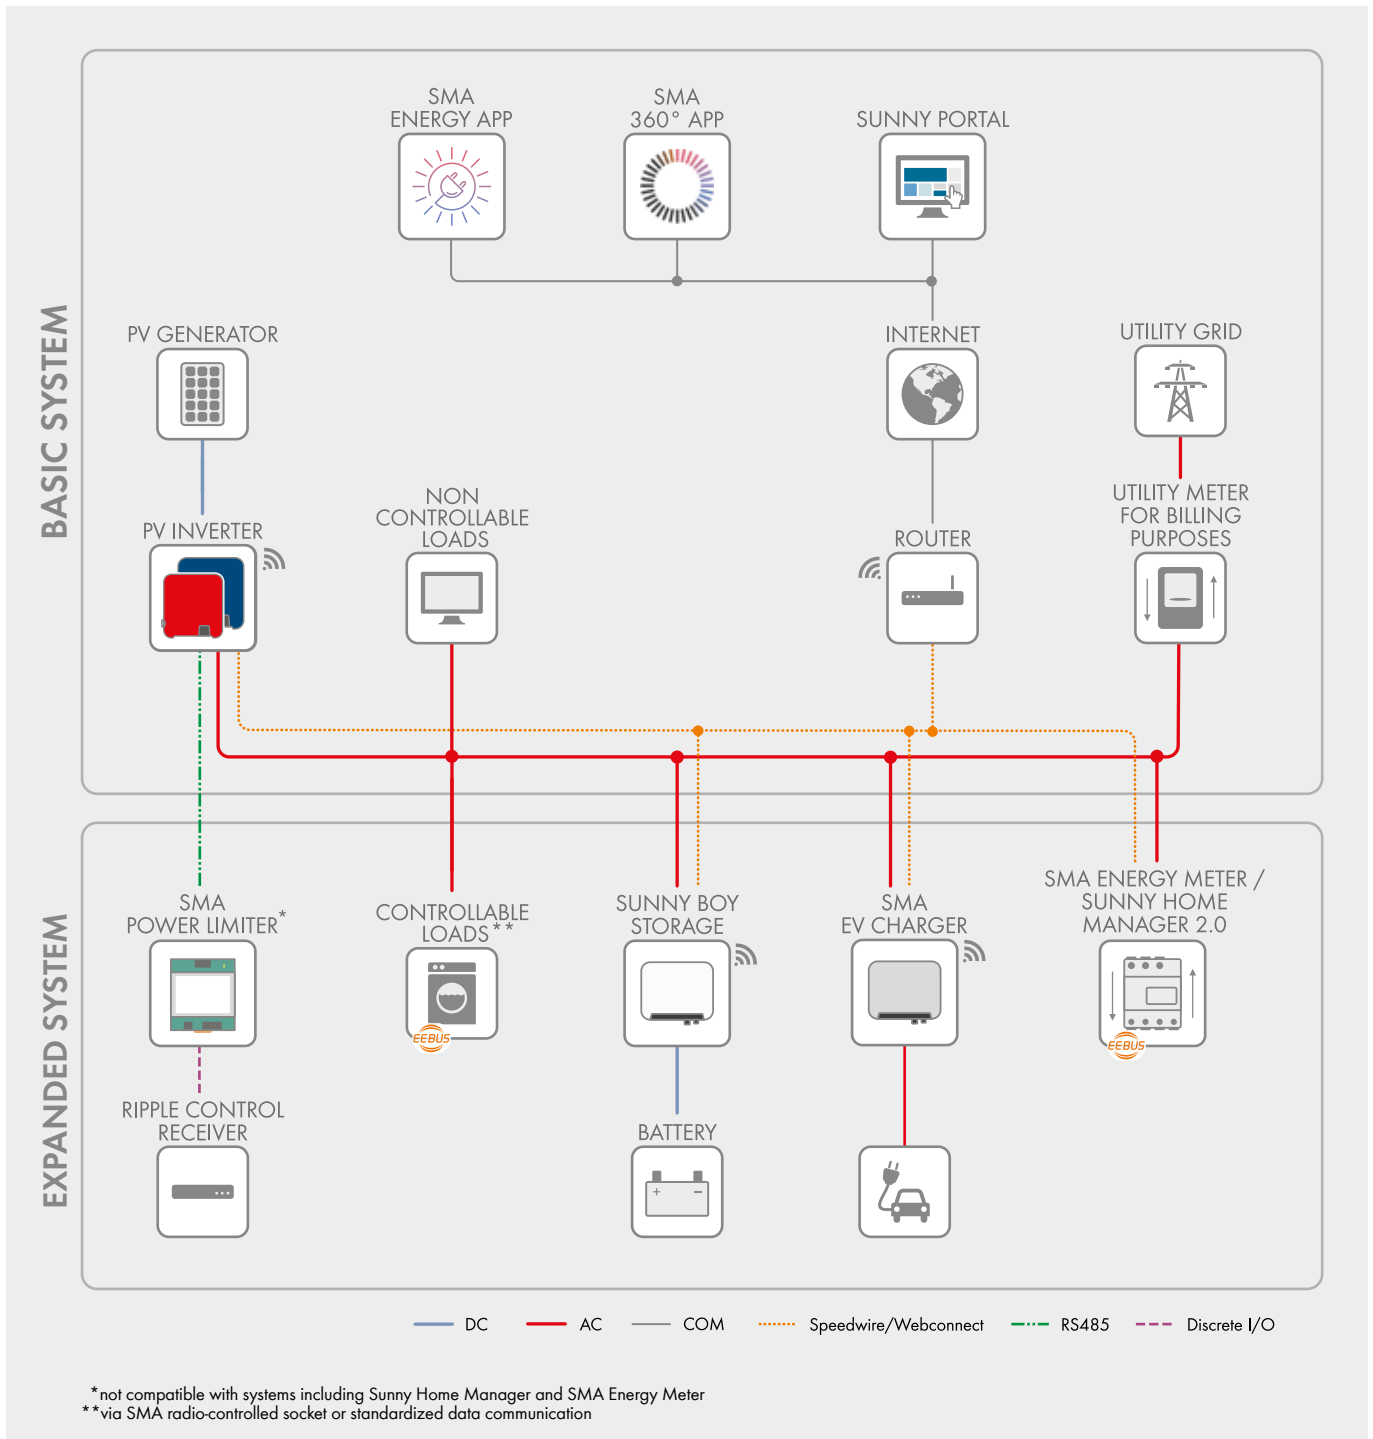 SMA
ENERGY APP
SMA
360° APP
SUNNY PORTAL
BASIC SYSTEM
PV GENERATOR
INTERNET
UTILITY GRID
PV INVERTER
NON
CONTROLLABLE
LOADS
ROUTER
UTILITY METER
FOR BILLING
PURPOSES
EXPANDED SYSTEM
SMA
POWER LIMITER*
CONTROLLABLE
LOADS**
EEBUS
SUNNY BOY
STORAGE
SMA
EV CHARGER
SMA ENERGY METER /
SUNNY HOME
MANAGER 2.0
EEBUS
RIPPLE CONTROL
RECEIVER
BATTERY
+ −
DC
AC
COM
Speedwire/Webconnect
RS485
Discrete I/O
*not compatible with systems including Sunny Home Manager and SMA Energy Meter
**via SMA radio-controlled socket or standardized data communication